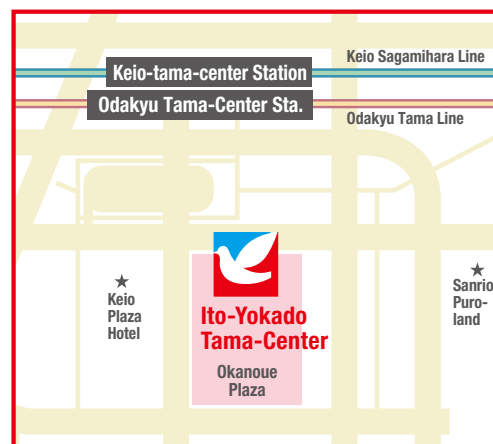 Keio Sagamihara Line
Keio-tama-center Station
Odakyu Tama-Center Sta.
Odakyu Tama Line
★
Keio
Plaza
Hotel
Ito-Yokado
Tama-Center
Okanoue
Plaza
★
Sanrio
Puro-
land